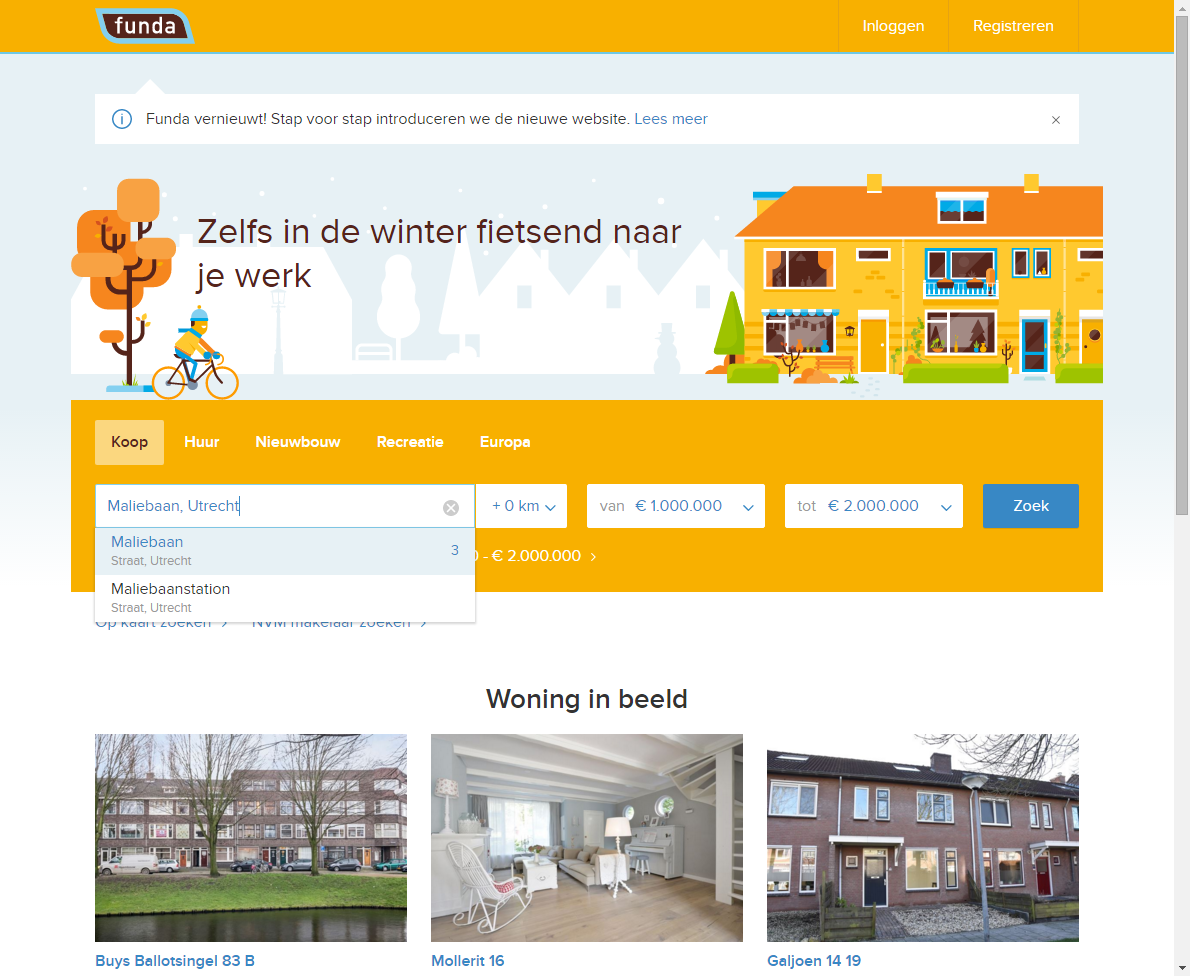 funda
Inloggen
Registreren
Funda vernieuwt! Stap voor stap introduceren we de nieuwe website. Lees meer
Zelfs in de winter fietsend naar
je werk
Koop
Huur
Nieuwbouw
Recreatie
Europa
Maliebaan, Utrecht
+ 0 km
van € 1.000.000
tot € 2.000.000
Zoek
Maliebaan
Straat, Utrecht
3
- € 2.000.000
Maliebaanstation
Straat, Utrecht
Op kaart zoeken
NVM makelaar zoeken
Woning in beeld
Buys Ballotsingel 83 B
Mollerit 16
Galjoen 14 19